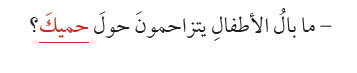 – ما بالُ الأطفالِ يتزاحمونَ حولَ حميكَ؟